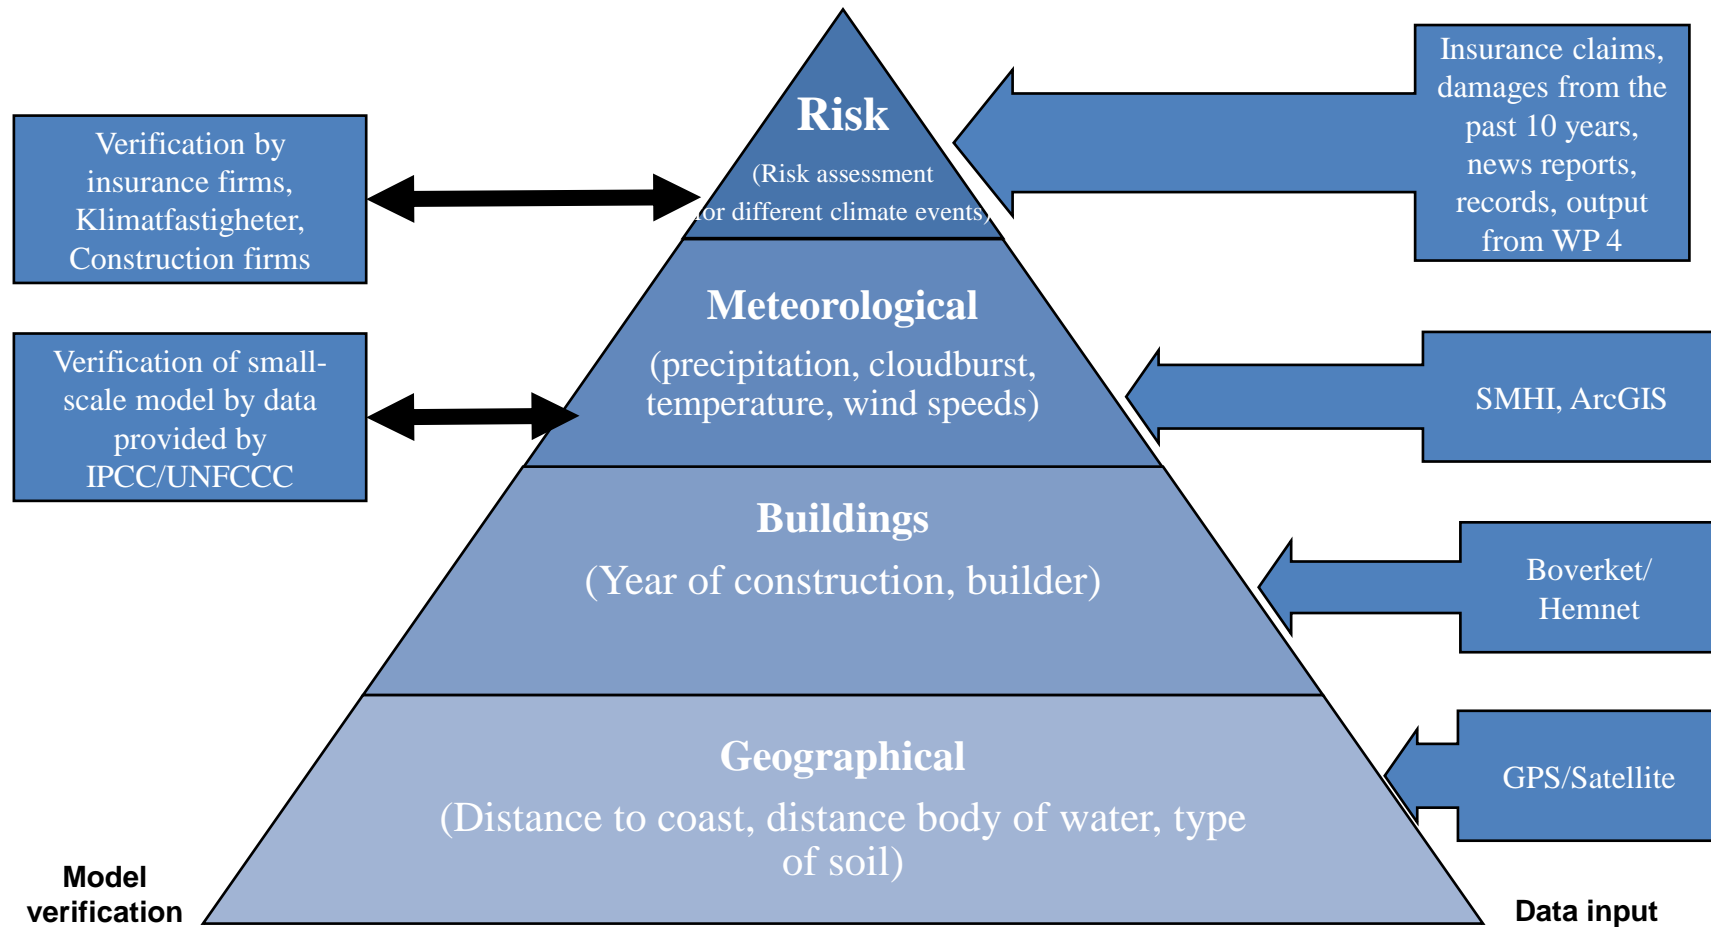 Risk
(Risk assessment
for different climate events)
Meteorological
(precipitation, cloudburst,
temperature, wind speeds)
Buildings
(Year of construction, builder)
Geographical
(Distance to coast, distance body of water, type
of soil)
Verification by
insurance firms,
Klimatfastigheter,
Construction firms
Verification of small-
scale model by data
provided by
IPCC/UNFCCC
Model
verification
Insurance claims,
damages from the
past 10 years,
news reports,
records, output
from WP 4
SMHI, ArcGIS
Boverket/
Hemnet
GPS/Satellite
Data input